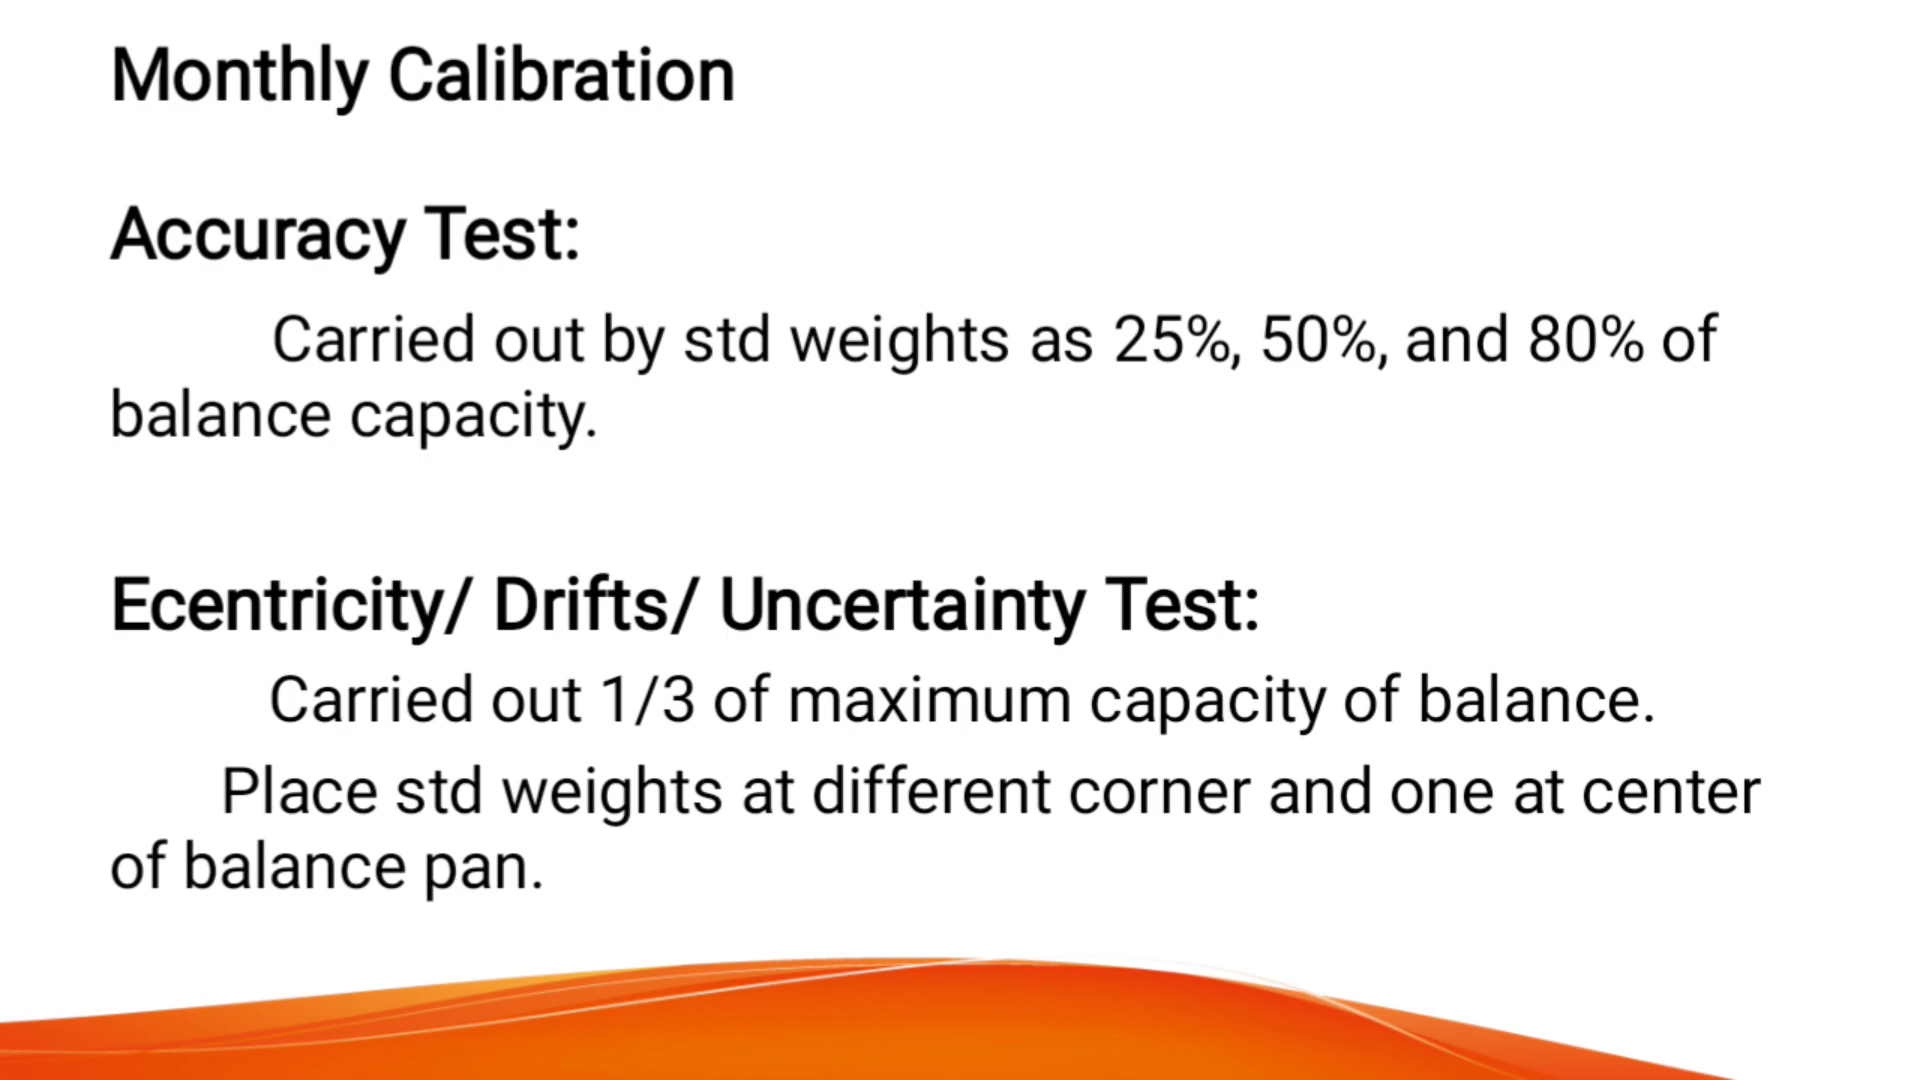 Monthly Calibration
Accuracy Test:
Carried out by std weights as 25%, 50%, and 80% of
balance capacity.
Ecentricity/ Drifts/ Uncertainty Test:
Carried out 1/3 of maximum capacity of balance.
Place std weights at different corner and one at center
of balance pan.